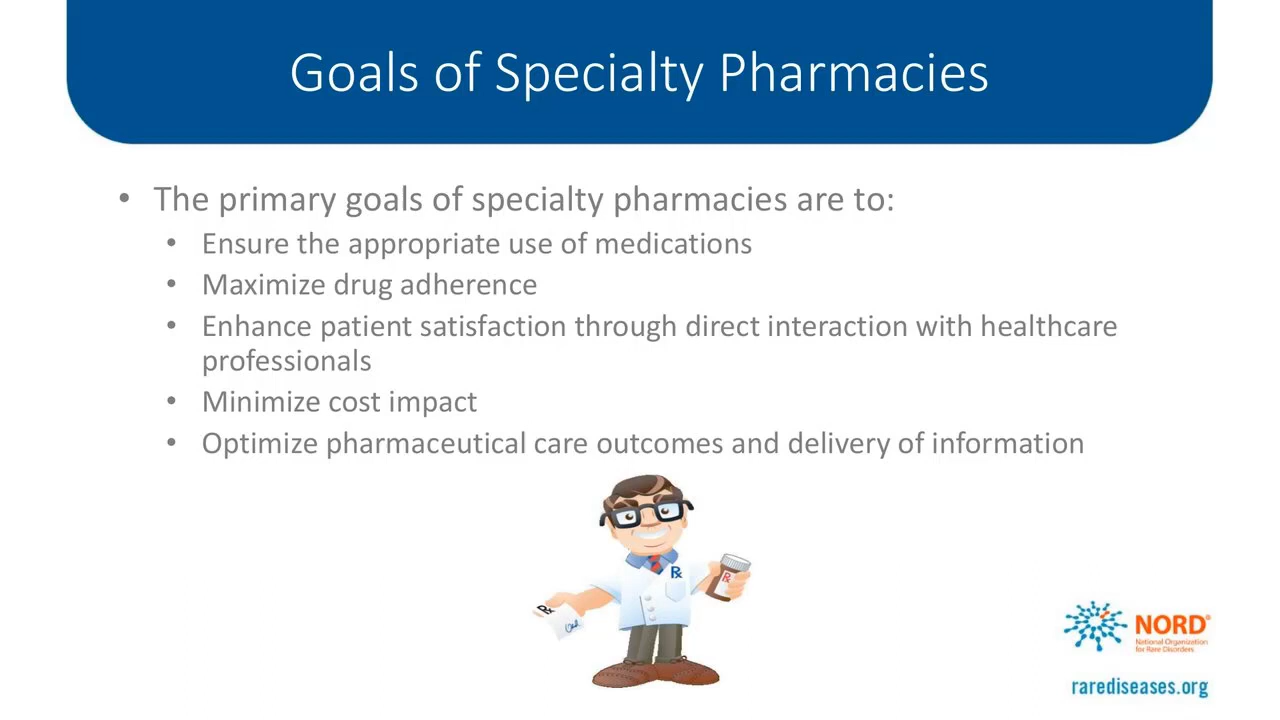 Goals of Specialty Pharmacies
• The primary goals of specialty pharmacies are to:
• Ensure the appropriate use of medications
• Maximize drug adherence
• Enhance patient satisfaction through direct interaction with healthcare
professionals
• Minimize cost impact
• Optimize pharmaceutical care outcomes and delivery of information
Rx
Rx
Rx
NORD®
National Organization
for Rare Disorders
rarediseases.org